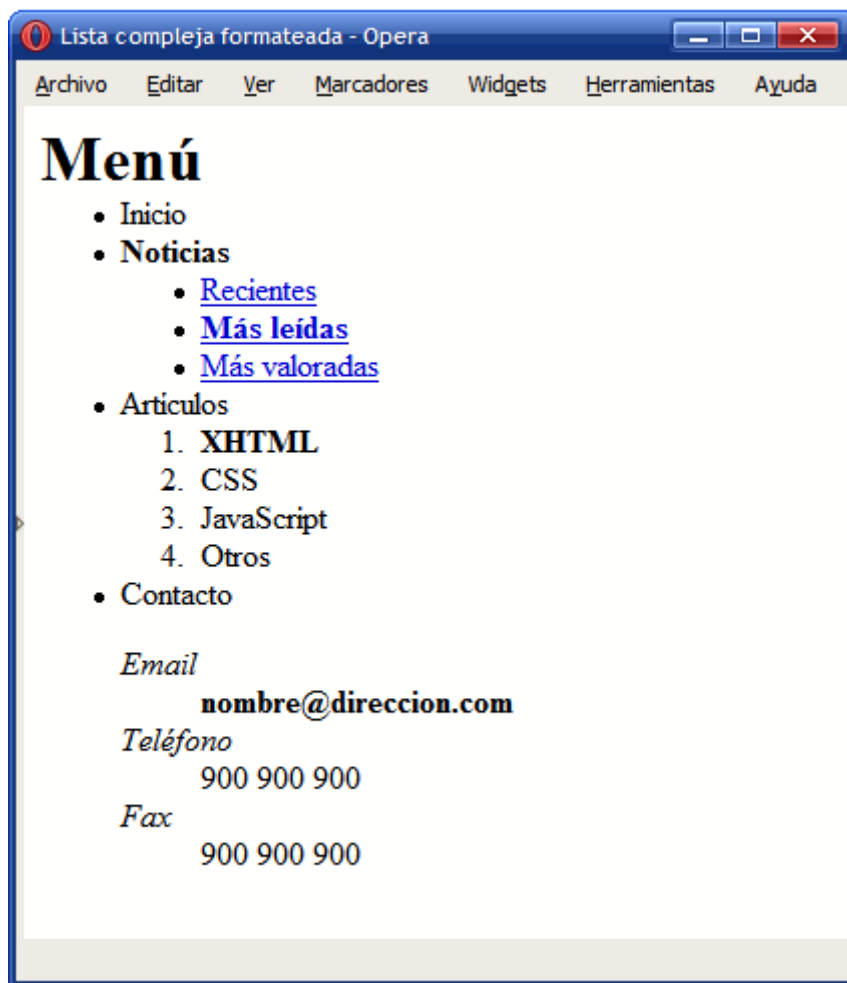 Lista compleja formateada - Opera
Archivo Editar Ver Marcadores Widgets Herramientas Ayuda
Menú
• Inicio
• Noticias
• Recientes
• Más leídas
• Más valoradas
• Artículos
1. XHTML
2. CSS
3. JavaScript
4. Otros
• Contacto
Email
nombre@direccion.com
Teléfono
900 900 900
Fax
900 900 900